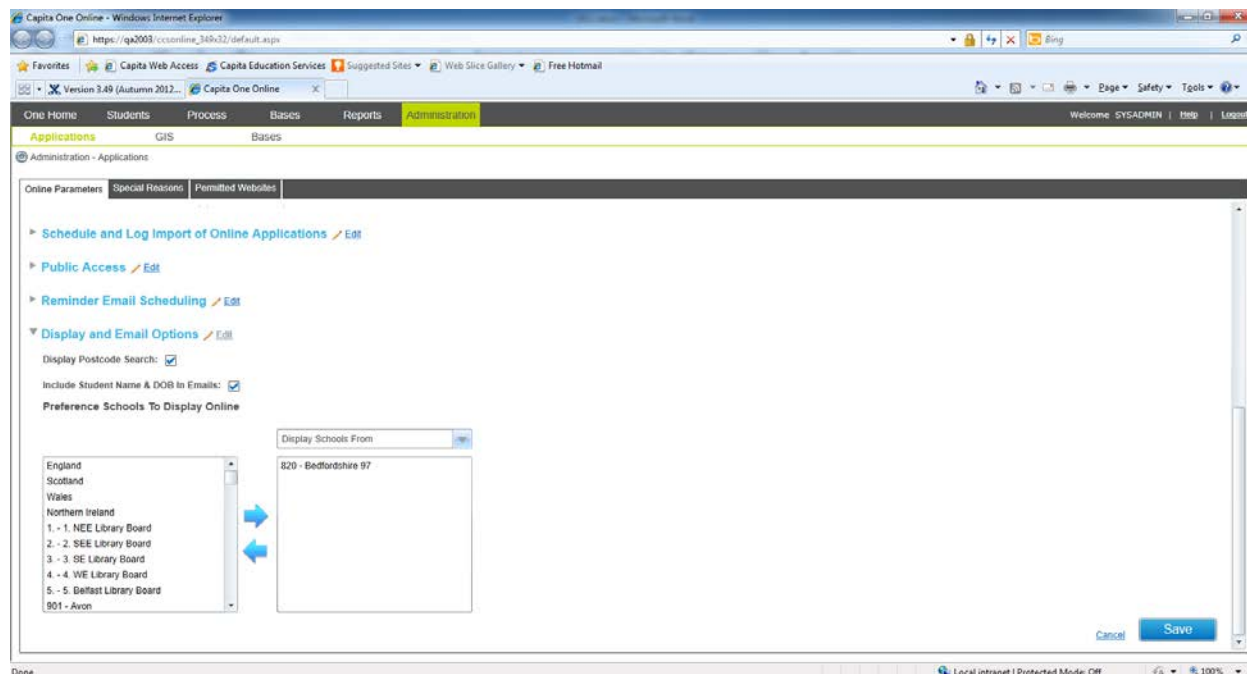 Capita One Online - Windows Internet Explorer
https://qa2003/ccsonline_349x32/default.aspx
Bing
Favorites Capita Web Access Capita Education Services Suggested Sites Web Slice Gallery Free Hotmail
Version 3.49 (Autumn 2012... Capita One Online X
Page Safety Tools
One Home Students Process Bases Reports Administration
Welcome SYSADMIN | Help | Logout
Applications GIS Bases
Administration - Applications
Online Parameters Special Reasons Permitted Websites
Schedule and Log Import of Online Applications Edit
Public Access Edit
Reminder Email Scheduling Edit
Display and Email Options Edit
Display Postcode Search:
Include Student Name & DOB In Emails:
Preference Schools To Display Online
Display Schools From
England
Scotland
Wales
Northern Ireland
1. - 1. NEE Library Board
2. - 2. SEE Library Board
3. - 3. SE Library Board
4. - 4. WE Library Board
5. - 5. Belfast Library Board
901 - Avon
820 - Bedfordshire 97
Cancel Save
Done
Local intranet | Protected Mode: Off
100%